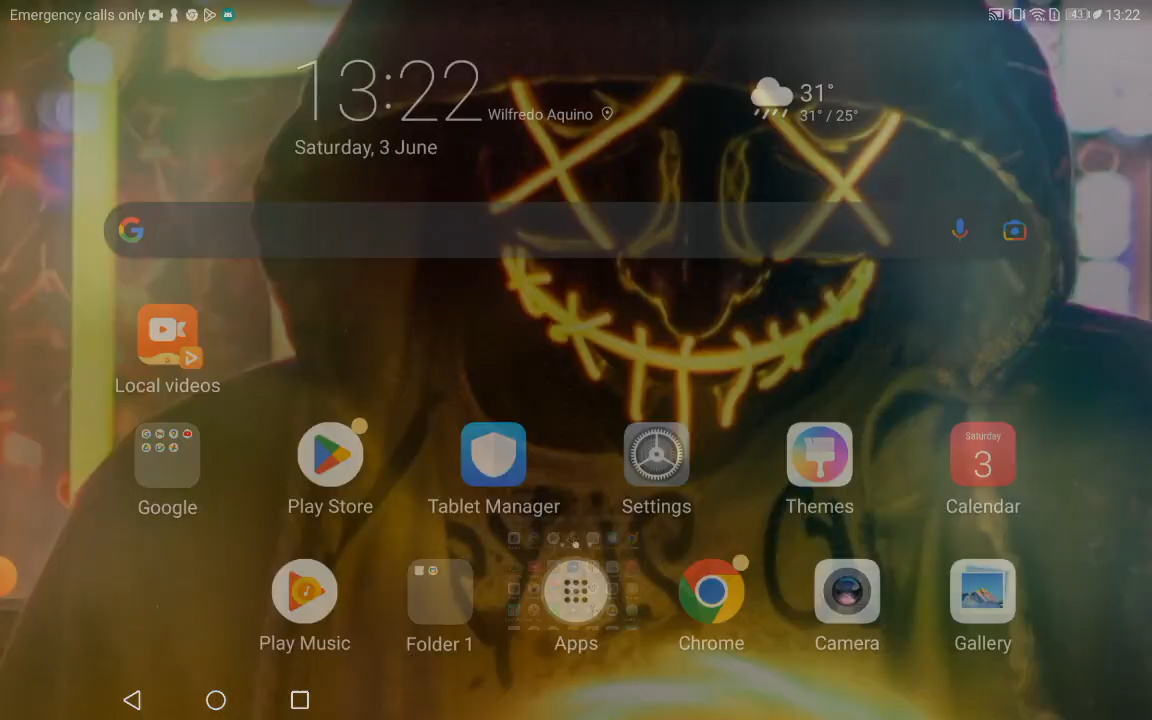 Emergency calls only
43 13:22
13:22 Wilfredo Aquino
31°
31° / 25°
Saturday, 3 June
Local videos
Saturday
3
Google Play Store Tablet Manager Settings Themes Calendar
Play Music Folder 1 Apps Chrome Camera Gallery